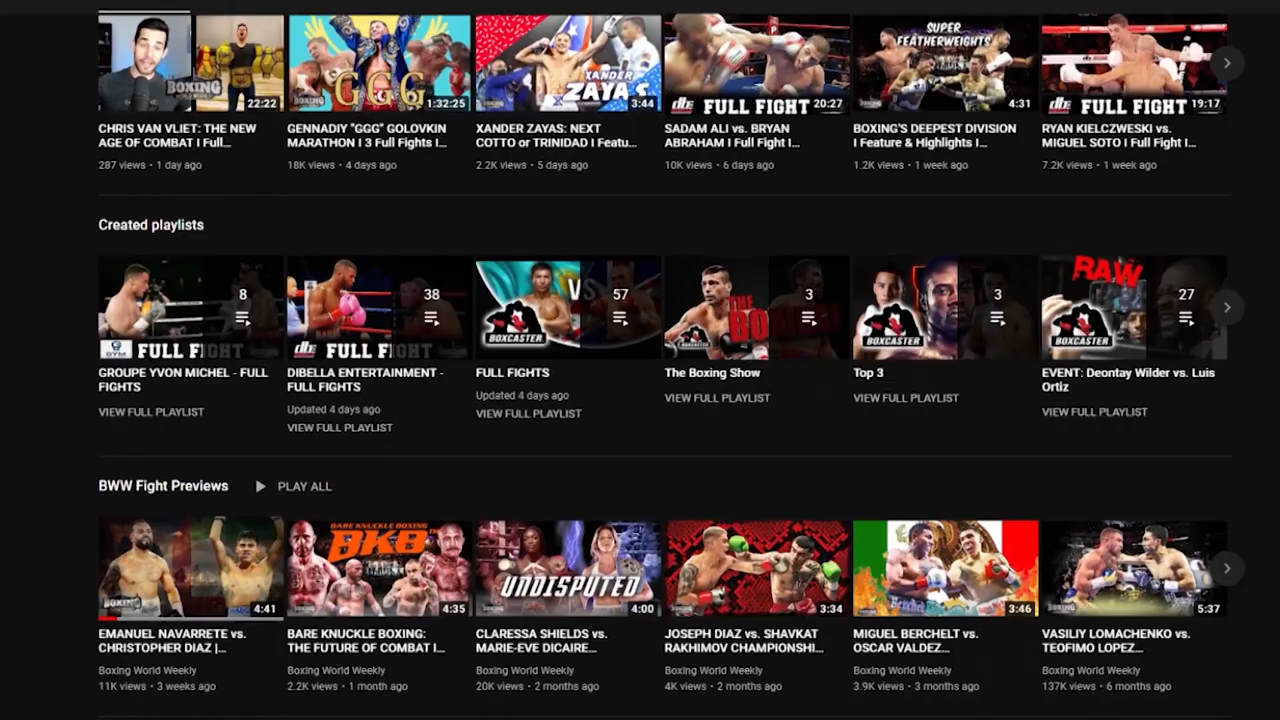 BOXING
22:22
GGG
BOXING
1:32:25
XANDER
ZAYAS
BOXING
3:44
dbe FULL FIGHT 20:27
SUPER
FEATHERWEIGHTS
BOXING
4:31
dbe FULL FIGHT 19:17
CHRIS VAN VLIET: THE NEW
AGE OF COMBAT I Full...
287 views • 1 day ago
GENNADIY "GGG" GOLOVKIN
MARATHON I 3 Full Fights I...
18K views • 4 days ago
XANDER ZAYAS: NEXT
COTTO or TRINIDAD I Featu...
2.2K views • 5 days ago
SADAM ALI vs. BRYAN
ABRAHAM I Full Fight I...
10K views • 6 days ago
BOXING'S DEEPEST DIVISION
I Feature & Highlights I...
1.2K views • 1 week ago
RYAN KIELCZWESKI vs.
MIGUEL SOTO I Full Fight I...
7.2K views • 1 week ago
Created playlists
8
GYM FULL FIGHT
38
dbe FULL FIGHT
VS
57
BOXCASTER
THE
BO
3
3
BOXCASTER
RAW
27
BOXCASTER
GROUPE YVON MICHEL - FULL
FIGHTS
VIEW FULL PLAYLIST
DIBELLA ENTERTAINMENT -
FULL FIGHTS
Updated 4 days ago
VIEW FULL PLAYLIST
FULL FIGHTS
Updated 4 days ago
VIEW FULL PLAYLIST
The Boxing Show
VIEW FULL PLAYLIST
Top 3
VIEW FULL PLAYLIST
EVENT: Deontay Wilder vs. Luis
Ortiz
VIEW FULL PLAYLIST
BWW Fight Previews
PLAY ALL
BOXING
4:41
BARE KNUCKLE BOXING
BKB
4:35
UNDISPUTED
4:00
3:34
Berchelt
3:46
BOXING
5:37
EMANUEL NAVARRETE vs.
CHRISTOPHER DIAZ |...
Boxing World Weekly
11K views • 3 weeks ago
BARE KNUCKLE BOXING:
THE FUTURE OF COMBAT I...
Boxing World Weekly
2.2K views • 1 month ago
CLARESSA SHIELDS vs.
MARIE-EVE DICAIRE...
Boxing World Weekly
20K views • 2 months ago
JOSEPH DIAZ vs. SHAVKAT
RAKHIMOV CHAMPIONSHI...
Boxing World Weekly
4K views • 2 months ago
MIGUEL BERCHELT vs.
OSCAR VALDEZ...
Boxing World Weekly
3.9K views • 3 months ago
VASILIY LOMACHENKO vs.
TEOFIMO LOPEZ...
Boxing World Weekly
137K views • 6 months ago